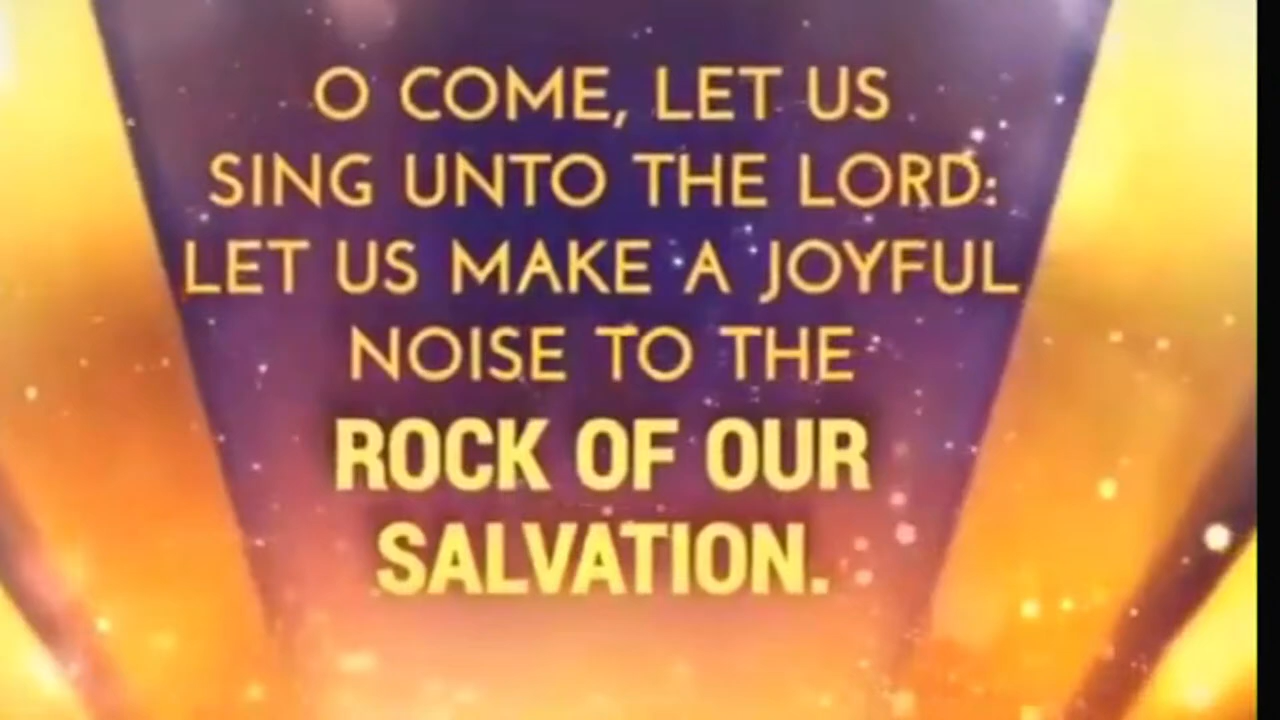 O COME, LET US
SING UNTO THE LORD:
LET US MAKE A JOYFUL
NOISE TO THE
ROCK OF OUR
SALVATION.